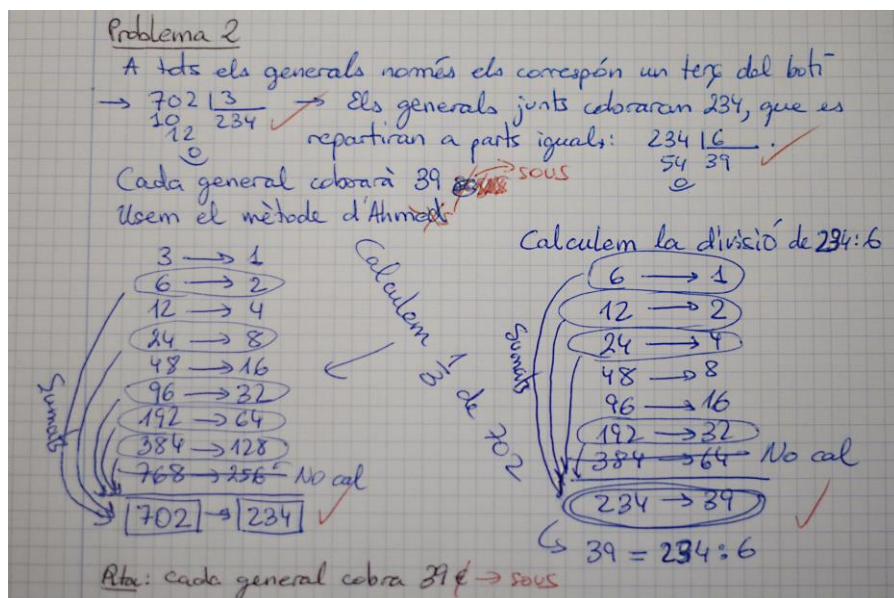 Problema 2
A tots els generals només els correspón un terç del botí
→ 702 | 3 → Els generals junts cobraran 234, que es
10 234
12
0
repartiran a parts iguals: 234 | 6 .
54 39
0
Cada general cobrarà 39 → sous
Usem el mètode d'Ahmed
3 → 1
6 → 2
12 → 4
24 → 8
48 → 16
96 → 32
192 → 64
384 → 128
768 → 256 No cal
702 → 234
Sumats
Calculem 1/3 de 702
Calculem la divisió de 234:6
6 → 1
12 → 2
24 → 4
48 → 8
96 → 16
192 → 32
384 → 64 No cal
234 → 39
Sumats
39 = 234 : 6
Rta: Cada general cobra 39 € → sous